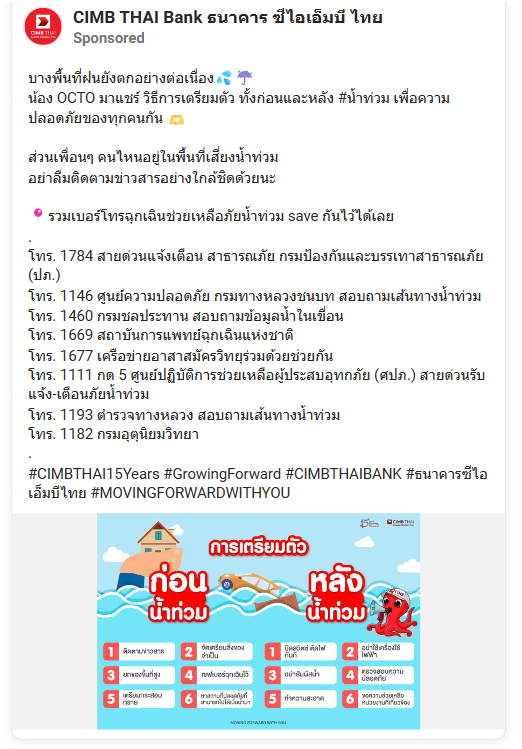 CIMB THAI Bank ธนาคาร ซีไอเอ็มบี ไทย
CIMB THAI
Sponsored
บางพื้นที่ฝนยังตกอย่างต่อเนื่อง💦 ☂️
น้อง OCTO มาแชร์ วิธีการเตรียมตัว ทั้งก่อนและหลัง #น้ำท่วม เพื่อความ
ปลอดภัยของทุกคนกัน 🫶
ส่วนเพื่อนๆ คนไหนอยู่ในพื้นที่เสี่ยงน้ำท่วม
อย่าลืมติดตามข่าวสารอย่างใกล้ชิดด้วยนะ
📍รวมเบอร์โทรฉุกเฉินช่วยเหลือภัยน้ำท่วม save กันไว้ได้เลย
.
โทร. 1784 สายด่วนแจ้งเตือน สาธารณภัย กรมป้องกันและบรรเทาสาธารณภัย
(ปภ.)
โทร. 1146 ศูนย์ความปลอดภัย กรมทางหลวงชนบท สอบถามเส้นทางน้ำท่วม
โทร. 1460 กรมชลประทาน สอบถามข้อมูลน้ำในเขื่อน
โทร. 1669 สถาบันการแพทย์ฉุกเฉินแห่งชาติ
โทร. 1677 เครือข่ายอาสาสมัครวิทยุร่วมด้วยช่วยกัน
โทร. 1111 กด 5 ศูนย์ปฏิบัติการช่วยเหลือผู้ประสบอุทกภัย (ศปภ.) สายด่วนรับ
แจ้ง-เตือนภัยน้ำท่วม
โทร. 1193 ตำรวจทางหลวง สอบถามเส้นทางน้ำท่วม
โทร. 1182 กรมอุตุนิยมวิทยา
.
#CIMBTHAI15Years #GrowingForward #CIMBTHAIBANK #ธนาคารซีไอ
เอ็มบีไทย #MOVINGFORWARDWITHYOU
CIMB THAI
การเตรียมตัว
ก่อน
น้ำท่วม
หลัง
น้ำท่วม
1 ติดตามข่าวสาร
2 จัดเตรียมสิ่งของ
จำเป็น
3 ยกของขึ้นที่สูง
4 เซฟเบอร์ฉุกเฉินไว้
5 เตรียมกระสอบ
ทราย
6 หาสถานที่ปลอดภัยที่
สามารถไปได้เมื่อน้ำมา
1 ปิดสวิตช์ ตัดไฟ
ทันที
2 อย่าใช้เครื่องใช้
ไฟฟ้า
3 อย่าสัมผัสน้ำ
4 ตรวจสอบความ
ปลอดภัย
5 ทำความสะอาด
6 ขอความช่วยเหลือ
หน่วยงานที่เกี่ยวข้อง
MOVING FORWARD WITH YOU